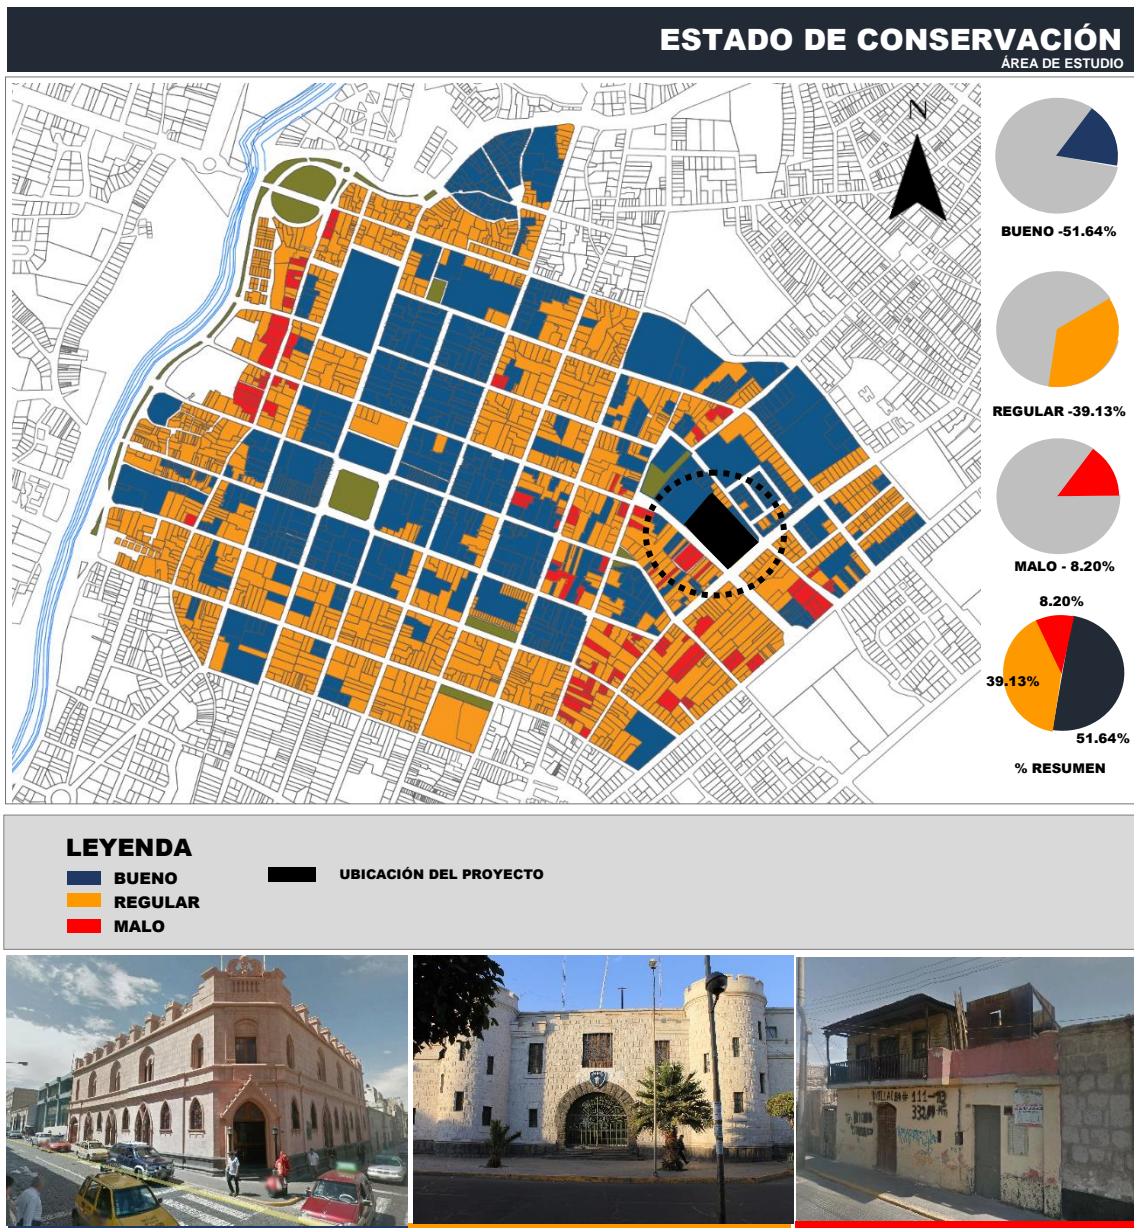 ESTADO DE CONSERVACIÓN
ÁREA DE ESTUDIO
N
BUENO -51.64%
REGULAR -39.13%
MALO - 8.20%
8.20%
39.13%
51.64%
% RESUMEN
LEYENDA
BUENO
REGULAR
MALO
UBICACIÓN DEL PROYECTO